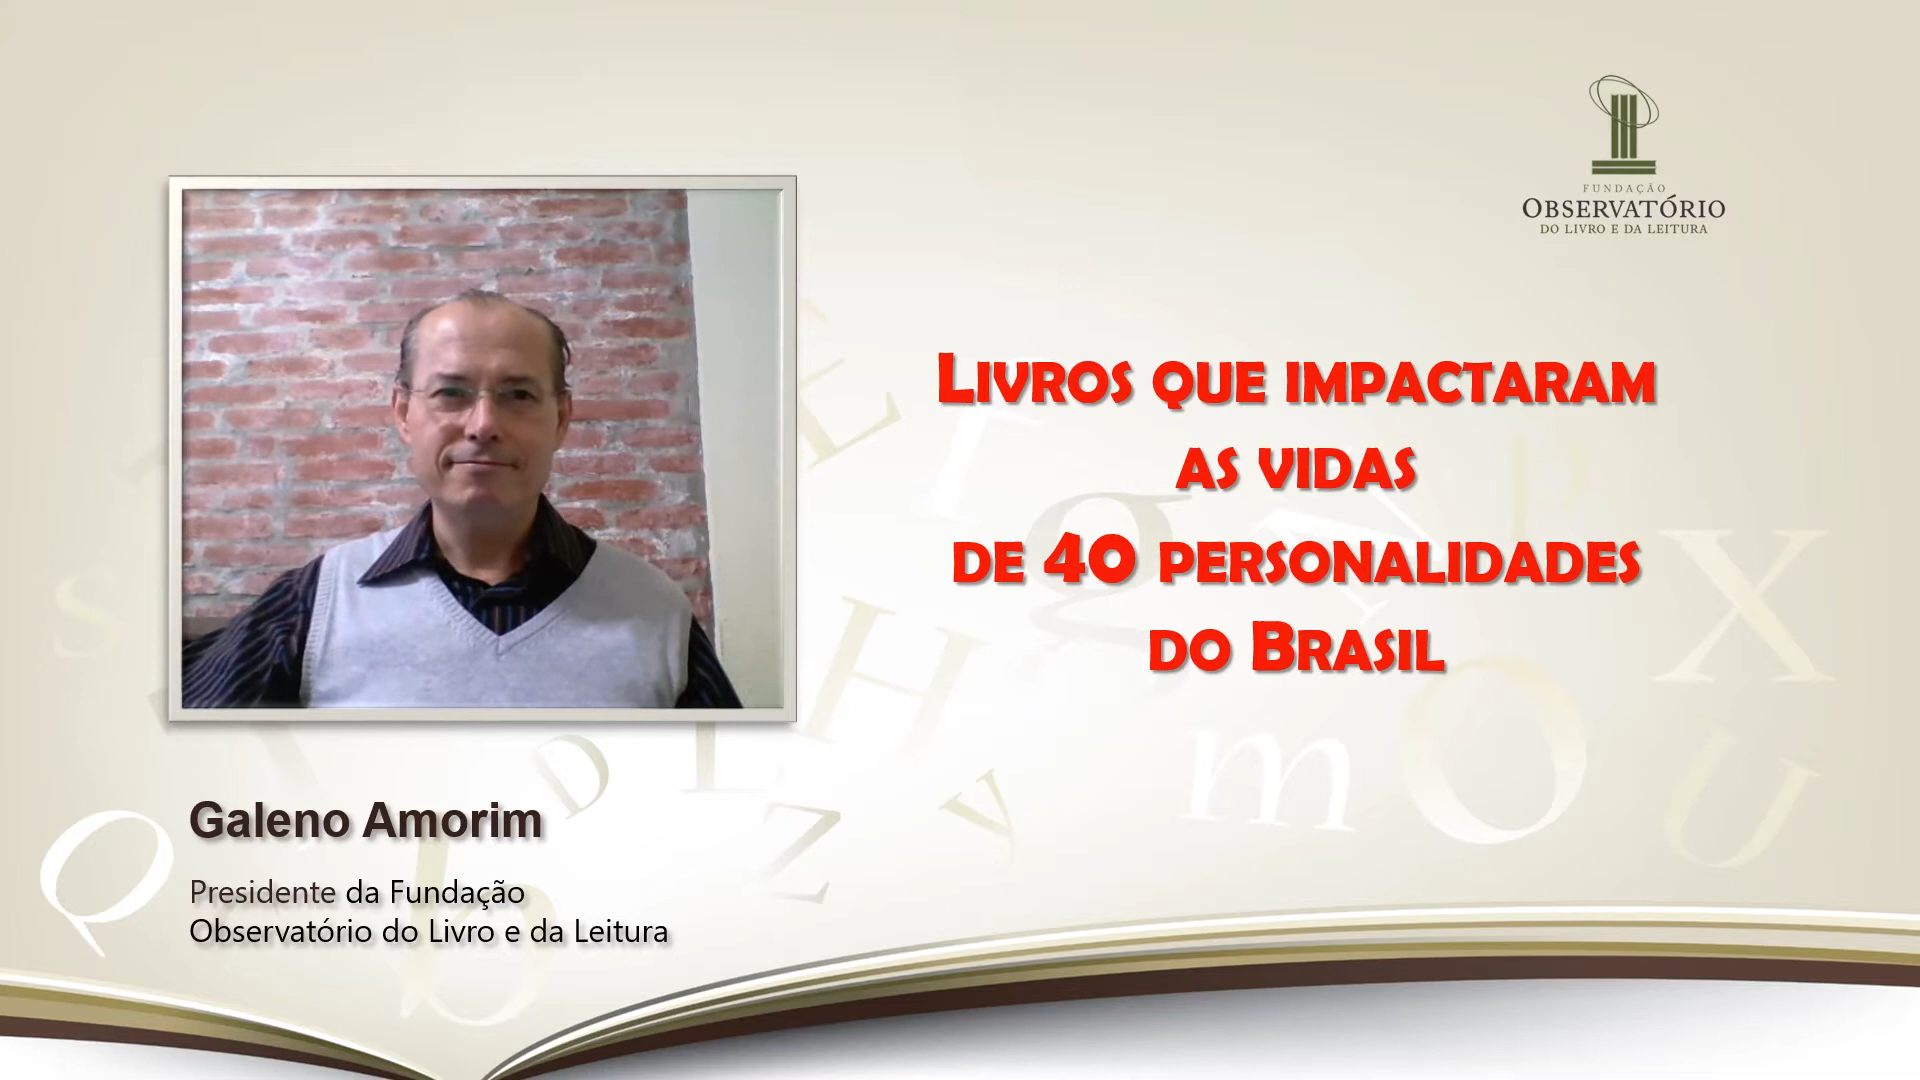 FUNDAÇÃO
OBSERVATÓRIO
DO LIVRO E DA LEITURA
LIVROS QUE IMPACTARAM
AS VIDAS
DE 40 PERSONALIDADES
DO BRASIL
Galeno Amorim
Presidente da Fundação
Observatório do Livro e da Leitura